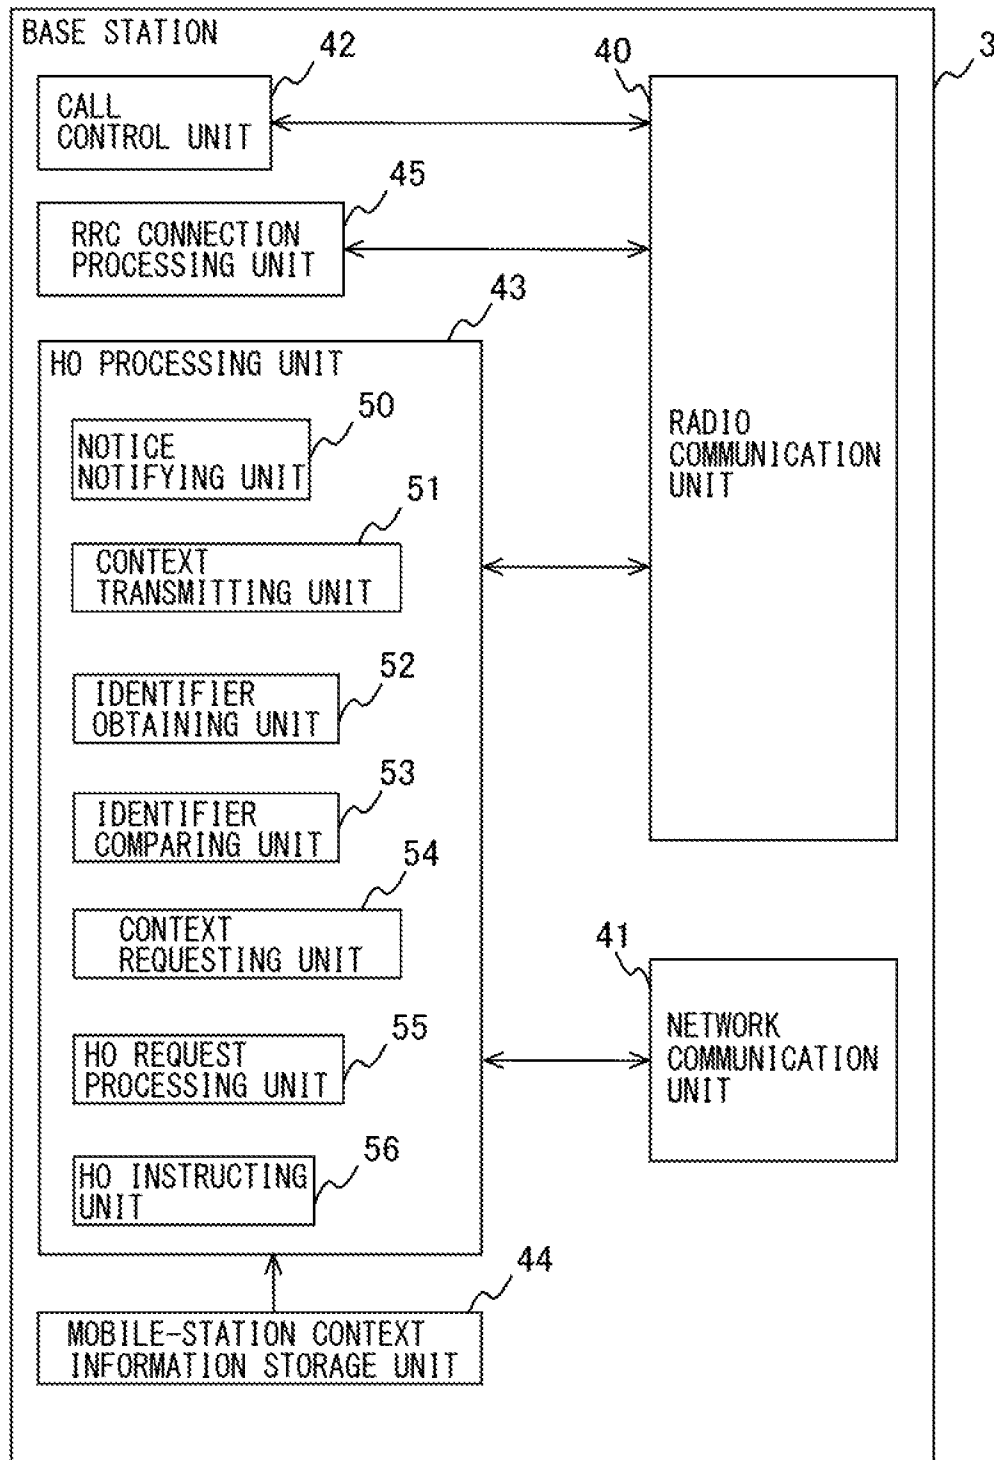 BASE STATION
42
40
3
CALL
CONTROL UNIT
45
RRC CONNECTION
PROCESSING UNIT
43
HO PROCESSING UNIT
50
NOTICE
NOTIFYING UNIT
51
CONTEXT
TRANSMITTING UNIT
52
IDENTIFIER
OBTAINING UNIT
53
IDENTIFIER
COMPARING UNIT
54
CONTEXT
REQUESTING UNIT
55
HO REQUEST
PROCESSING UNIT
56
HO INSTRUCTING
UNIT
RADIO
COMMUNICATION
UNIT
41
NETWORK
COMMUNICATION
UNIT
44
MOBILE-STATION CONTEXT
INFORMATION STORAGE UNIT